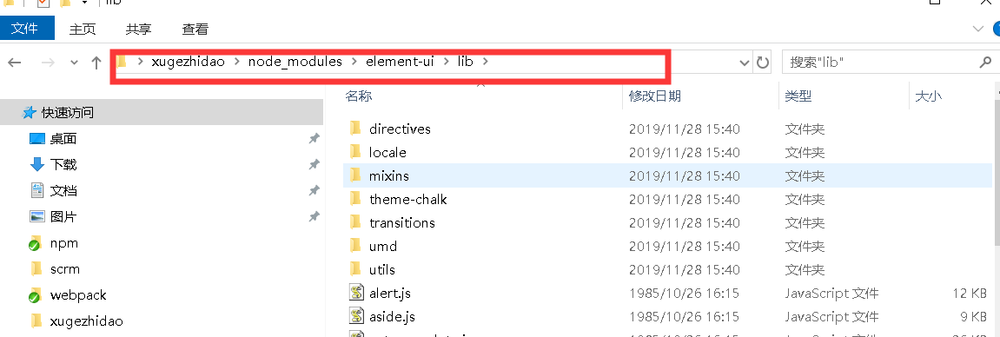 lib
文件 主页 共享 查看
xugezhidao node_modules element-ui lib 搜索"lib"
名称 修改日期 类型 大小
快速访问
桌面
下载
文档
图片
npm
scrm
webpack
xugezhidao
directives 2019/11/28 15:40 文件夹
locale 2019/11/28 15:40 文件夹
mixins 2019/11/28 15:40 文件夹
theme-chalk 2019/11/28 15:40 文件夹
transitions 2019/11/28 15:40 文件夹
umd 2019/11/28 15:40 文件夹
utils 2019/11/28 15:40 文件夹
alert.js 1985/10/26 16:15 JavaScript 文件 12 KB
aside.js 1985/10/26 16:15 JavaScript 文件 9 KB